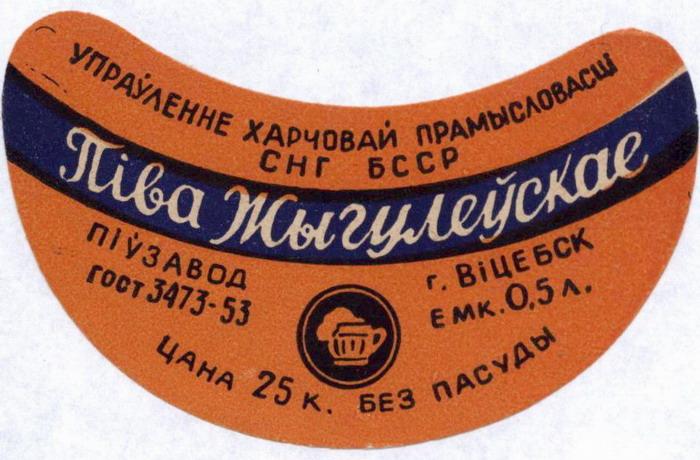 УПРАЎЛЕННЕ ХАРЧОВАЙ ПРАМЫСЛОВАСЦІ
СНГ БССР
Піва Жыгулеўскае
ПІЎЗАВОД
ГОСТ 3473-53
г. ВіЦЕБСК
ЕМК. 0,5 л.
ЦАНА 25 К. БЕЗ ПАСУДЫ